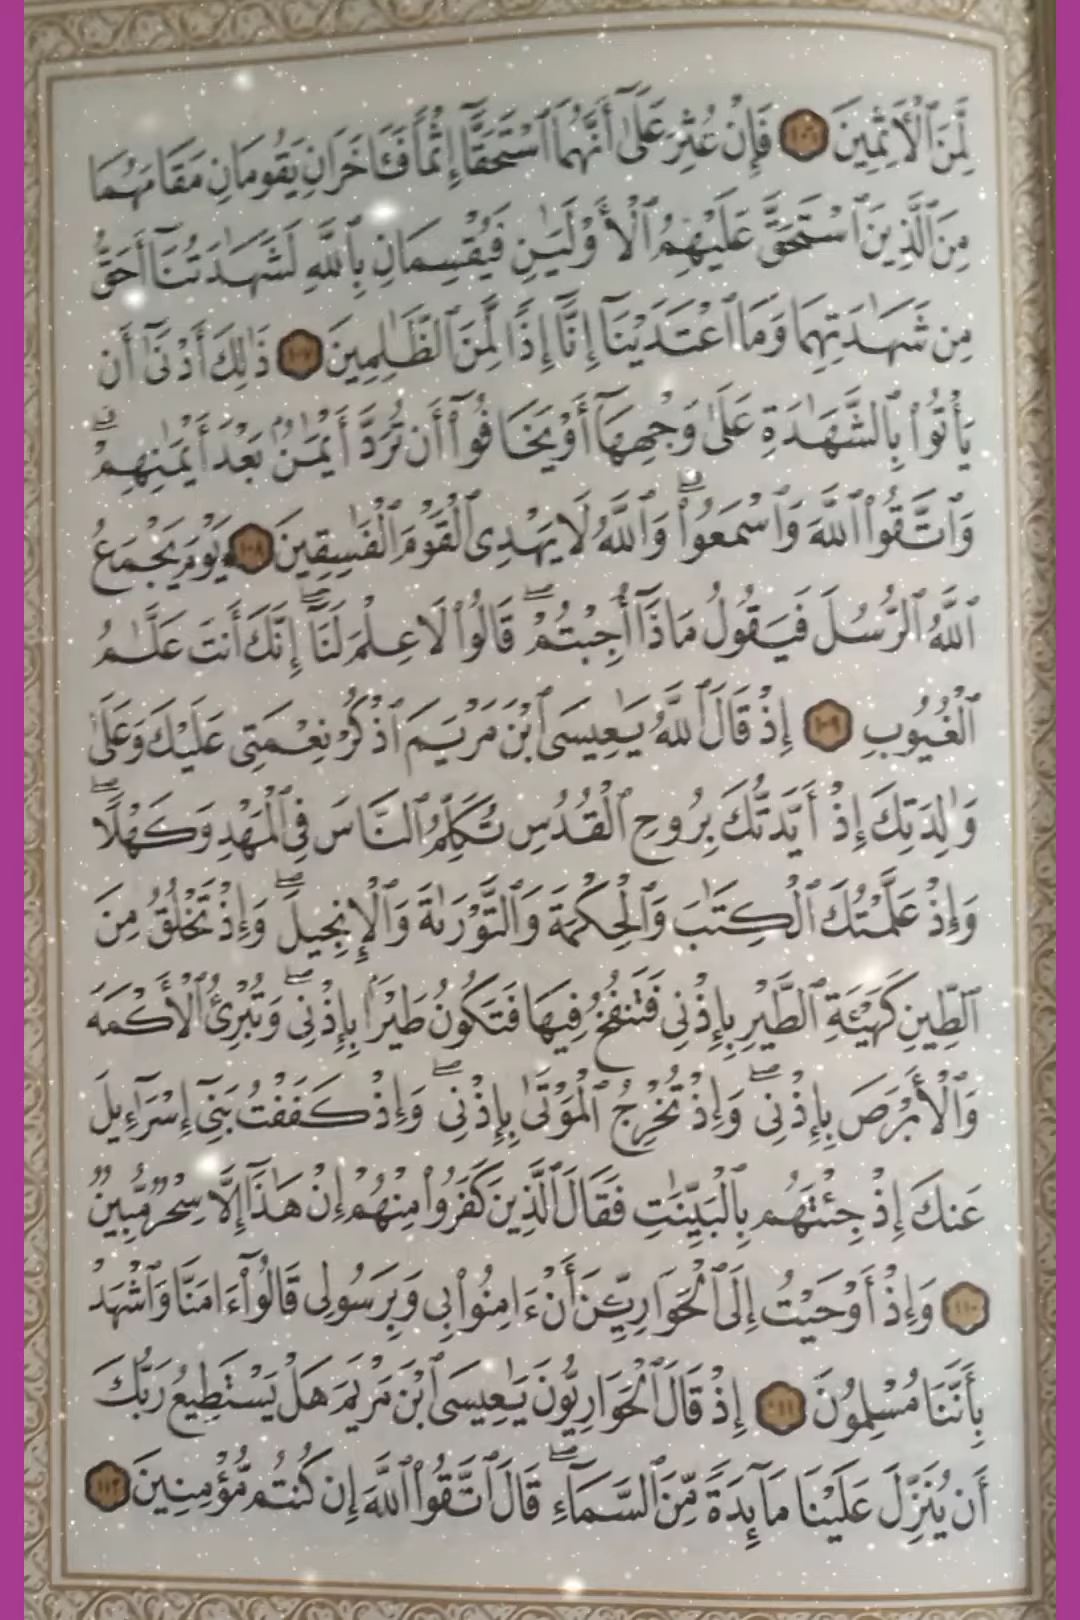 لَّمِنَ ٱلْـَٔاثِمِينَ ١٠٦ فَإِنْ عُثِرَ عَلَىٰٓ أَنَّهُمَا ٱسْتَحَقَّآ إِثْمًا فَـَٔاخَرَانِ يَقُومَانِ مَقَامَهُمَا
مِنَ ٱلَّذِينَ ٱسْتَحَقَّ عَلَيْهِمُ ٱلْأَوْلَيَـٰنِ فَيُقْسِمَانِ بِٱللَّهِ لَشَهَـٰدَتُنَآ أَحَقُّ
مِن شَهَـٰدَتِهِمَا وَمَا ٱعْتَدَيْنَآ إِنَّآ إِذًا لَّمِنَ ٱلظَّـٰلِمِينَ ١٠٧ ذَٰلِكَ أَدْنَىٰٓ أَن
يَأْتُوا۟ بِٱلشَّهَـٰدَةِ عَلَىٰ وَجْهِهَآ أَوْ يَخَافُوٓا۟ أَن تُرَدَّ أَيْمَـٰنٌۢ بَعْدَ أَيْمَـٰنِهِمْ ۗ
وَٱتَّقُوا۟ ٱللَّهَ وَٱسْمَعُوا۟ ۗ وَٱللَّهُ لَا يَهْدِى ٱلْقَوْمَ ٱلْفَـٰسِقِينَ ١٠٨ يَوْمَ يَجْمَعُ
ٱللَّهُ ٱلرُّسُلَ فَيَقُولُ مَاذَآ أُجِبْتُمْ ۖ قَالُوا۟ لَا عِلْمَ لَنَآ ۖ إِنَّكَ أَنتَ عَلَّـٰمُ
ٱلْغُيُوبِ ١٠٩ إِذْ قَالَ ٱللَّهُ يَـٰعِيسَى ٱبْنَ مَرْيَمَ ٱذْكُرْ نِعْمَتِى عَلَيْكَ وَعَلَىٰ
وَٰلِدَتِكَ إِذْ أَيَّدتُّكَ بِرُوحِ ٱلْقُدُسِ تُكَلِّمُ ٱلنَّاسَ فِى ٱلْمَهْدِ وَكَهْلًا ۖ
وَإِذْ عَلَّمْتُكَ ٱلْكِتَـٰبَ وَٱلْحِكْمَةَ وَٱلتَّوْرَىٰةَ وَٱلْإِنجِيلَ ۖ وَإِذْ تَخْلُقُ مِنَ
ٱلطِّينِ كَهَيْـَٔةِ ٱلطَّيْرِ بِإِذْنِى فَتَنفُخُ فِيهَا فَتَكُونُ طَيْرًۢا بِإِذْنِى ۖ وَتُبْرِئُ ٱلْأَكْمَهَ
وَٱلْأَبْرَصَ بِإِذْنِى ۖ وَإِذْ تُخْرِجُ ٱلْمَوْتَىٰ بِإِذْنِى ۖ وَإِذْ كَفَفْتُ بَنِىٓ إِسْرَٰٓءِيلَ
عَنكَ إِذْ جِئْتَهُم بِٱلْبَيِّنَـٰتِ فَقَالَ ٱلَّذِينَ كَفَرُوا۟ مِنْهُمْ إِنْ هَـٰذَآ إِلَّا سِحْرٌ مُّبِينٌ
١١٠ وَإِذْ أَوْحَيْتُ إِلَى ٱلْحَوَارِيِّـۧنَ أَنْ ءَامِنُوا۟ بِى وَبِرَسُولِى قَالُوٓا۟ ءَامَنَّا وَٱشْهَدْ
بِأَنَّنَا مُسْلِمُونَ ١١١ إِذْ قَالَ ٱلْحَوَارِيُّونَ يَـٰعِيسَى ٱبْنَ مَرْيَمَ هَلْ يَسْتَطِيعُ رَبُّكَ
أَن يُنَزِّلَ عَلَيْنَا مَآئِدَةً مِّنَ ٱلسَّمَآءِ ۖ قَالَ ٱتَّقُوا۟ ٱللَّهَ إِن كُنتُم مُّؤْمِنِينَ ١١٢